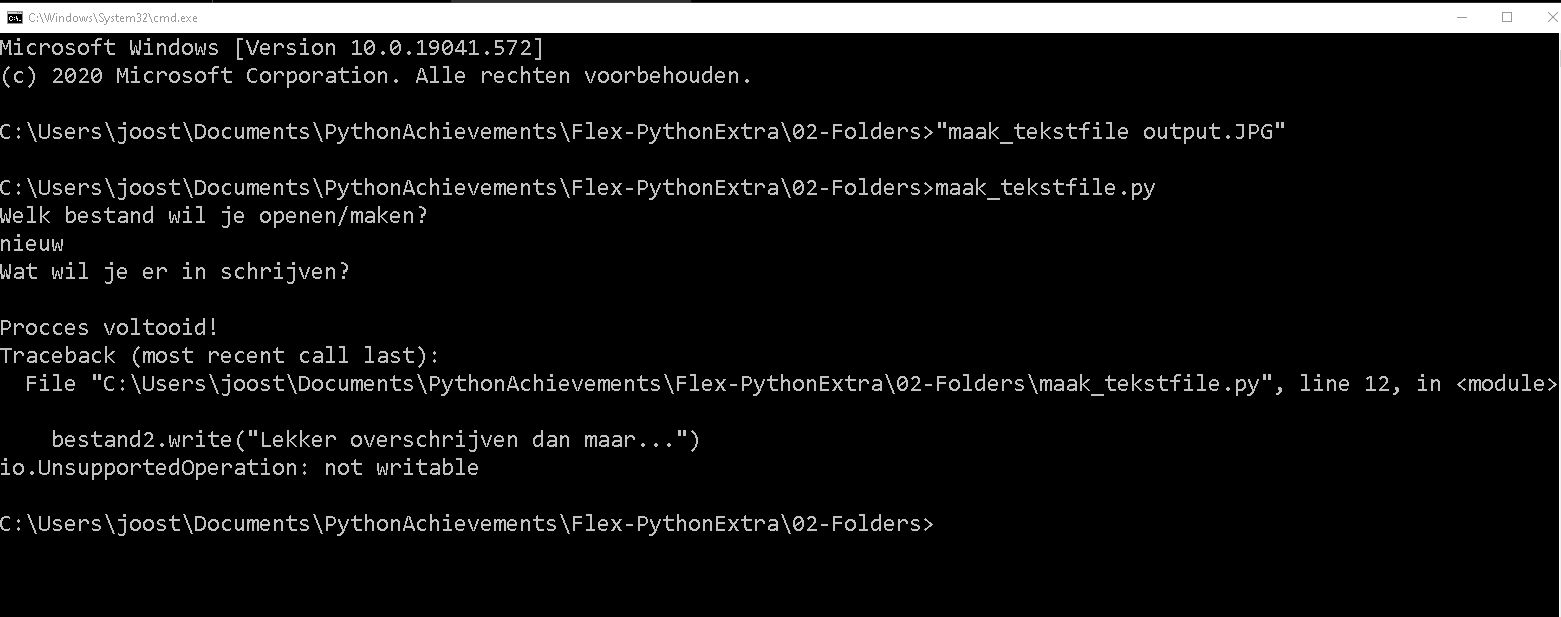 C:\Windows\System32\cmd.exe
Microsoft Windows [Version 10.0.19041.572]
(c) 2020 Microsoft Corporation. Alle rechten voorbehouden.
C:\Users\joost\Documents\PythonAchievements\Flex-PythonExtra\02-Folders>"maak_tekstfile output.JPG"
C:\Users\joost\Documents\PythonAchievements\Flex-PythonExtra\02-Folders>maak_tekstfile.py
Welk bestand wil je openen/maken?
nieuw
Wat wil je er in schrijven?
Procces voltooid!
Traceback (most recent call last):
  File "C:\Users\joost\Documents\PythonAchievements\Flex-PythonExtra\02-Folders\maak_tekstfile.py", line 12, in <module>
    bestand2.write("Lekker overschrijven dan maar...")
io.UnsupportedOperation: not writable
C:\Users\joost\Documents\PythonAchievements\Flex-PythonExtra\02-Folders>